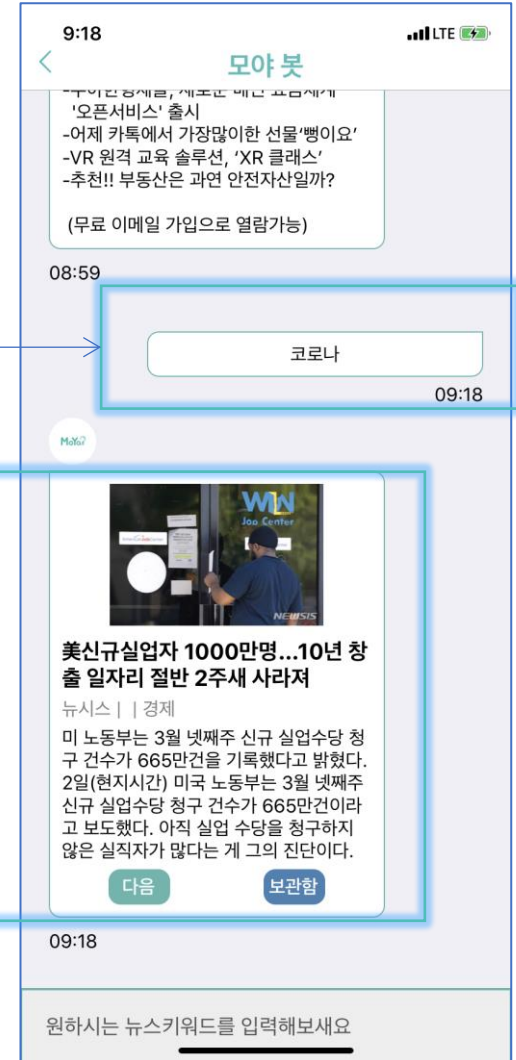 9:18
LTE
모야 봇
'오픈서비스' 출시
-어제 카톡에서 가장많이한 선물‘뻥이요’
-VR 원격 교육 솔루션, ‘XR 클래스’
-추천!! 부동산은 과연 안전자산일까?
(무료 이메일 가입으로 열람가능)
08:59
코로나
09:18
MoYa?
WIN
Job Center
NEWSIS
美신규실업자 1000만명...10년 창
출 일자리 절반 2주새 사라져
뉴시스 | | 경제
미 노동부는 3월 넷째주 신규 실업수당 청
구 건수가 665만건을 기록했다고 밝혔다.
2일(현지시간) 미국 노동부는 3월 넷째주
신규 실업수당 청구 건수가 665만건이라
고 보도했다. 아직 실업 수당을 청구하지
않은 실직자가 많다는 게 그의 진단이다.
다음 보관함
09:18
원하시는 뉴스키워드를 입력해보새요